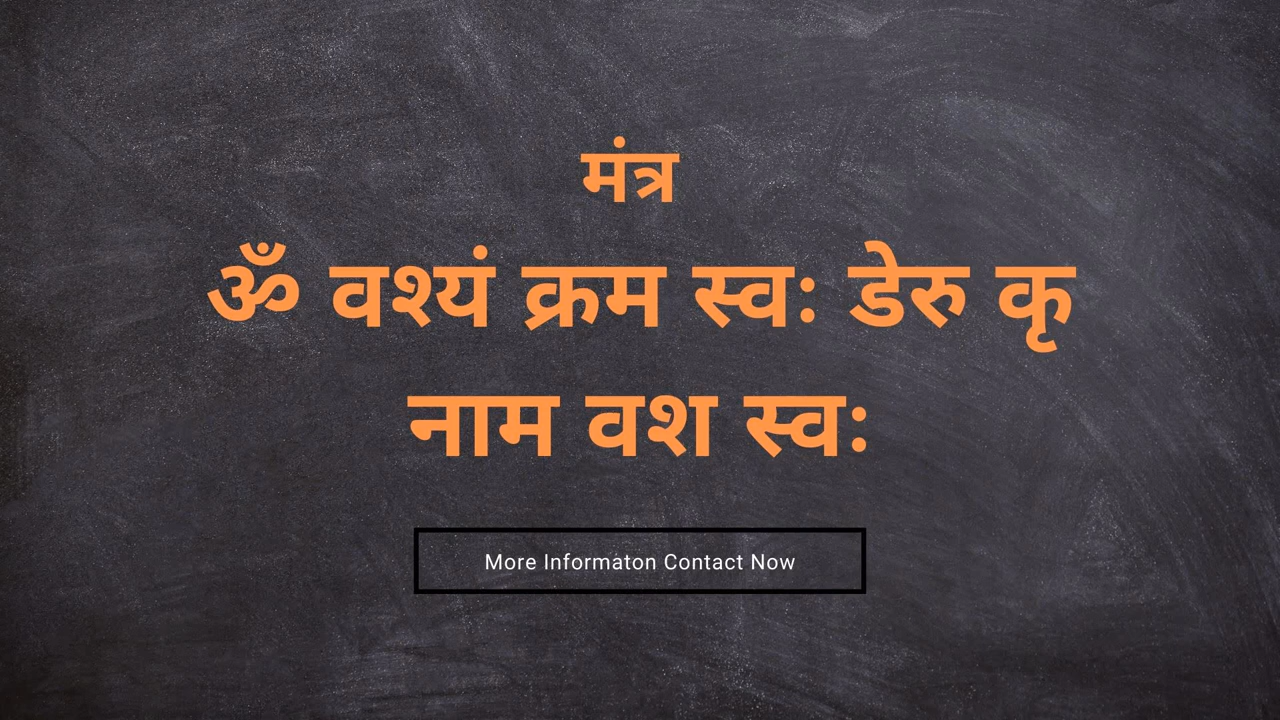 मंत्र
ॐ वश्यं क्रम स्वः डेरु कृ
नाम वश स्वः
More Informaton Contact Now